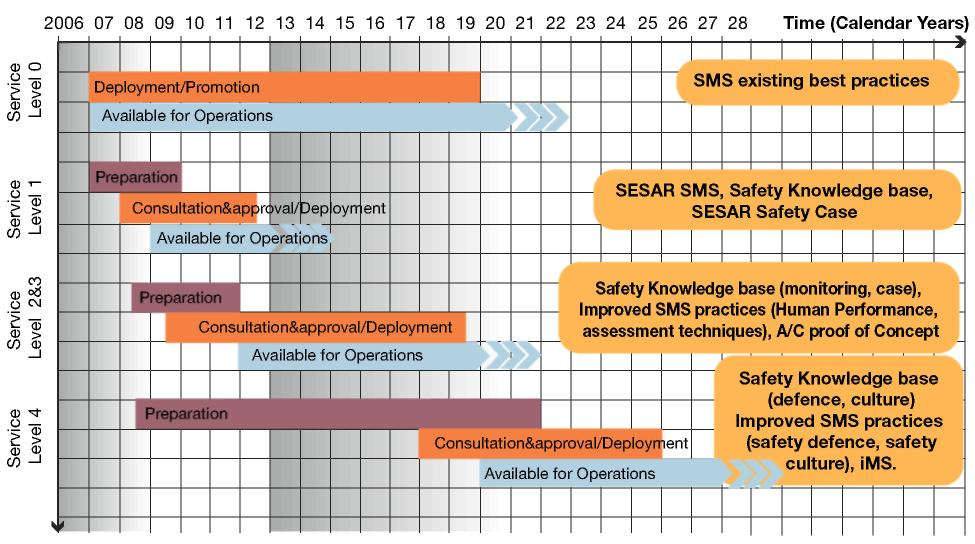 2006 07 08 09 10 11 12 13 14 15 16 17 18 19 20 21 22 23 24 25 26 27 28 Time (Calendar Years)
Service
Level 0
Deployment/Promotion
Available for Operations
SMS existing best practices
Service
Level 1
Preparation
Consultation&approval/Deployment
Available for Operations
SESAR SMS, Safety Knowledge base,
SESAR Safety Case
Service
Level 2&3
Preparation
Consultation&approval/Deployment
Available for Operations
Safety Knowledge base (monitoring, case),
Improved SMS practices (Human Performance,
assessment techniques), A/C proof of Concept
Service
Level 4
Preparation
Consultation&approval/Deployment
Available for Operations
Safety Knowledge base
(defence, culture)
Improved SMS practices
(safety defence, safety
culture), iMS.